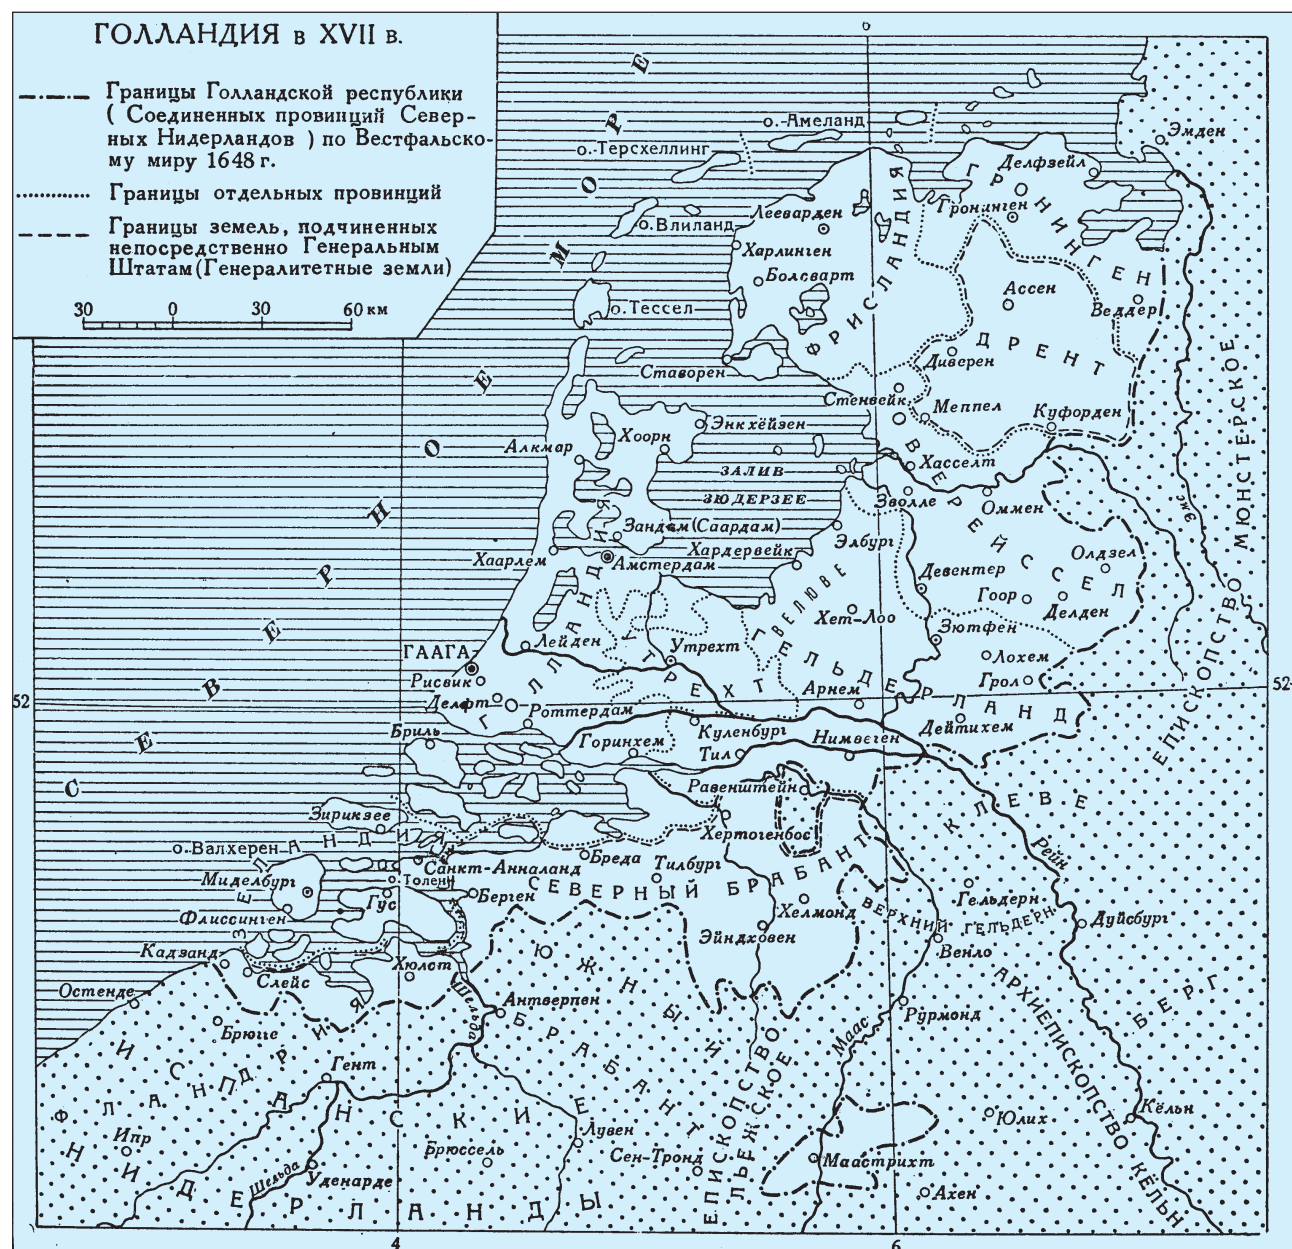 ГОЛЛАНДИЯ в XVII в.
Границы Голландской республики
( Соединенных провинций Север-
ных Нидерландов ) по Вестфальско-
му миру 1648 г.
Границы отдельных провинций
Границы земель, подчиненных
непосредственно Генеральным
Штатам (Генералитетные земли)
30 0 30 60 км
СЕВЕРНОЕ МОРЕ
Амеланд
Эмден
Терсхеллинг
Делфзейл
ГРОНИНГЕН
Гронинген
Лееварден
Влиланд
Харлинген
Болсварт
ФРИСЛАНДИЯ
Ассен
Веддер
Тессел
ДРЕНТ
Диверен
Ставорен
Стенвейк
Меппел
Куфорден
Энкхёйзен
Хоорн
Алкмар
ЗАЛИВ
ЗЮДЕРЗЕЕ
Хасселт
Зволле
Оммен
ОВЕРЕЙССЕЛ
Эмс
ЕПИСКОПСТВО МЮНСТЕРСКОЕ
Зандам (Саардам)
Хардервейк
Элбург
Хаарлем
Амстердам
Олдзел
Девентер
Гоор
Делден
ВЕЛЮВЕ
Хет-Лоо
Зютфен
ГОЛЛАНДИЯ
Лейден
УТРЕХТ
Утрехт
ГЕЛЬДЕРЛАНД
ГААГА
Лохем
Рисвик
Грол
52
52
Делфт
Роттердам
Арнем
Бриль
Куленбург
Дейтихем
Горинхем
Тил
Нимвеген
Равенштейн
КЛЕВЕ
Зирикзее
Хертогенбос
Рейн
ЗЕЛАНДИЯ
Валхерен
Санкт-Анналанд
Бреда
Тилбург
Миделбург
Толен
СЕВЕРНЫЙ БРАБАНТ
Гус
Берген
Хелмонд
Гельдерн
ВЕРХНИЙ ГЕЛЬДЕРН
Флиссинген
Дуйсбург
Эйндховен
Венло
Кадзанд
Слейс
Хюлст
ЮЖНЫЙ БРАБАНТ
АРХИЕПИСКОПСТВО КЁЛЬН
БЕРГ
Остенде
Шельда
Антверпен
Рурмонд
Брюгге
Маас
Гент
ФЛАНДРИЯ
ИСПАНСКИЕ
НИДЕРЛАНДЫ
Кёльн
Юлих
Ипр
Лувен
Брюссель
Сен-Тронд
Маастрихт
ЕПИСКОПСТВО
ЛЬЕЖСКОЕ
Шельда
Уденарде
Ахен
4
6